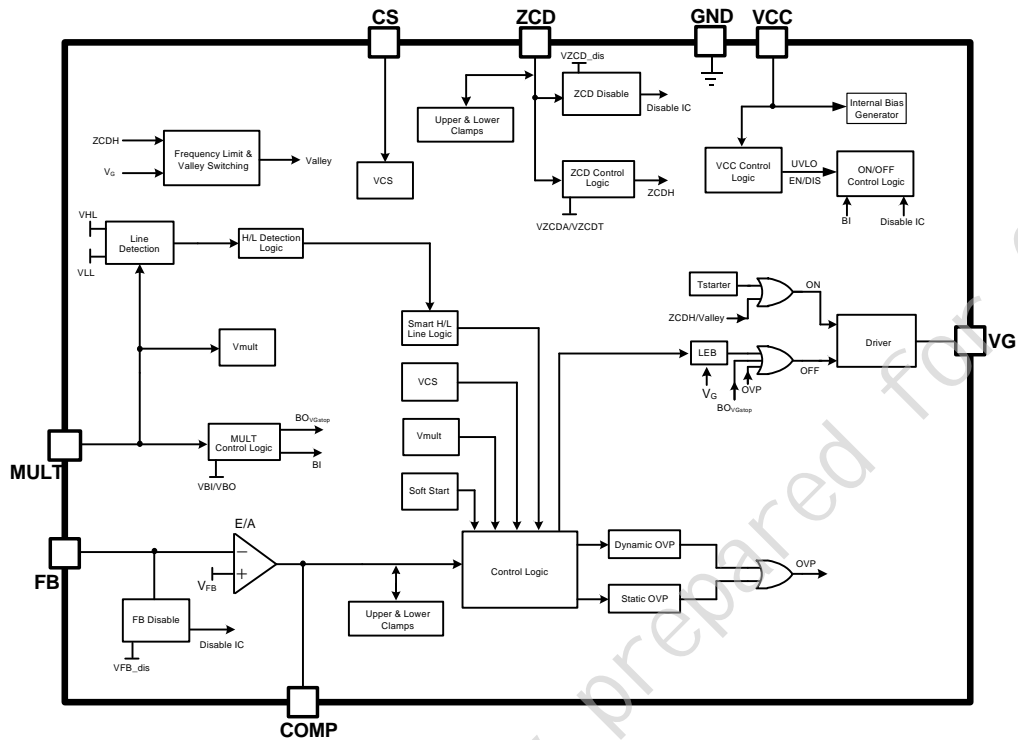 CS
ZCD
GND
VCC
VZCD_dis
ZCD Disable
Disable IC
Upper & Lower
Clamps
Internal Bias
Generator
ZCDH
VG
Frequency Limit &
Valley Switching
Valley
VCS
ZCD Control
Logic
ZCDH
VZCDA/VZCDT
VCC Control
Logic
UVLO
EN/DIS
ON/OFF
Control Logic
BI
Disable IC
VHL
VLL
Line
Detection
H/L Detection
Logic
Tstarter
ON
ZCDH/Valley
Smart H/L
Line Logic
Driver
VG
Vmult
LEB
OFF
VG
OVP
BOVGstop
VCS
Vmult
MULT
MULT
Control Logic
BOVGstop
BI
VBI/VBO
Soft Start
E/A
FB
VFB
−
+
Control Logic
Dynamic OVP
Static OVP
OVP
Upper & Lower
Clamps
FB Disable
Disable IC
VFB_dis
COMP
prepared for